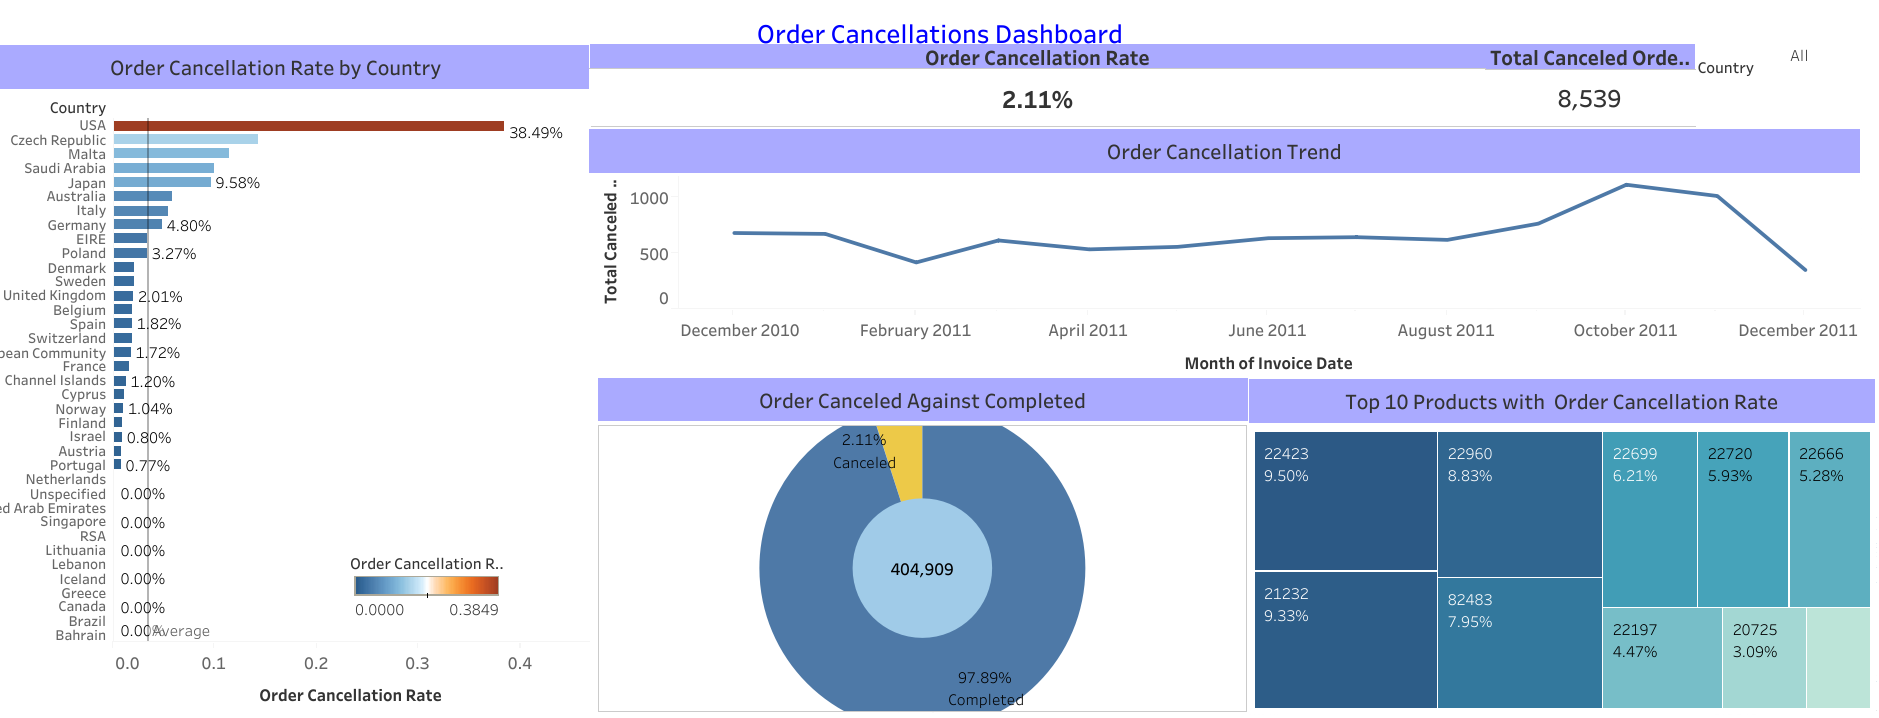 Order Cancellations Dashboard
Order Cancellation Rate by Country
Country
USA
38.49%
Czech Republic
Malta
Saudi Arabia
Japan
9.58%
Australia
Italy
Germany
4.80%
EIRE
Poland
3.27%
Denmark
Sweden
United Kingdom
2.01%
Belgium
Spain
1.82%
Switzerland
pean Community
1.72%
France
Channel Islands
1.20%
Cyprus
Norway
1.04%
Finland
Israel
0.80%
Austria
Portugal
0.77%
Netherlands
Unspecified
0.00%
ed Arab Emirates
Singapore
0.00%
RSA
Lithuania
0.00%
Lebanon
Iceland
0.00%
Greece
Canada
0.00%
Brazil
Bahrain
0.00%
Average
0.0 0.1 0.2 0.3 0.4
Order Cancellation Rate
Order Cancellation R..
0.0000 0.3849
Order Cancellation Rate
2.11%
Total Canceled Orde..
8,539
Country
All
Order Cancellation Trend
Total Canceled ..
1000
500
0
December 2010 February 2011 April 2011 June 2011 August 2011 October 2011 December 2011
Month of Invoice Date
Order Canceled Against Completed
2.11%
Canceled
404,909
97.89%
Completed
Top 10 Products with Order Cancellation Rate
22423
9.50%
21232
9.33%
22960
8.83%
82483
7.95%
22699
6.21%
22720
5.93%
22666
5.28%
22197
4.47%
20725
3.09%